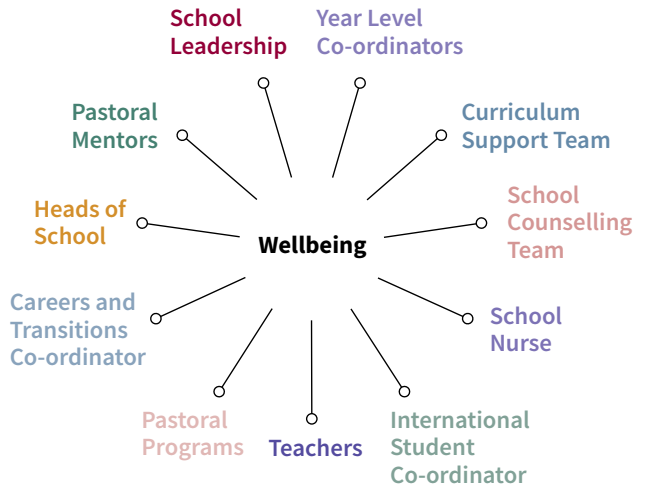 School
Leadership
Year Level
Co-ordinators
Pastoral
Mentors
Curriculum
Support Team
Heads of
School
School
Counselling
Team
Wellbeing
Careers and
Transitions
Co-ordinator
School
Nurse
Pastoral
Programs
Teachers
International
Student
Co-ordinator